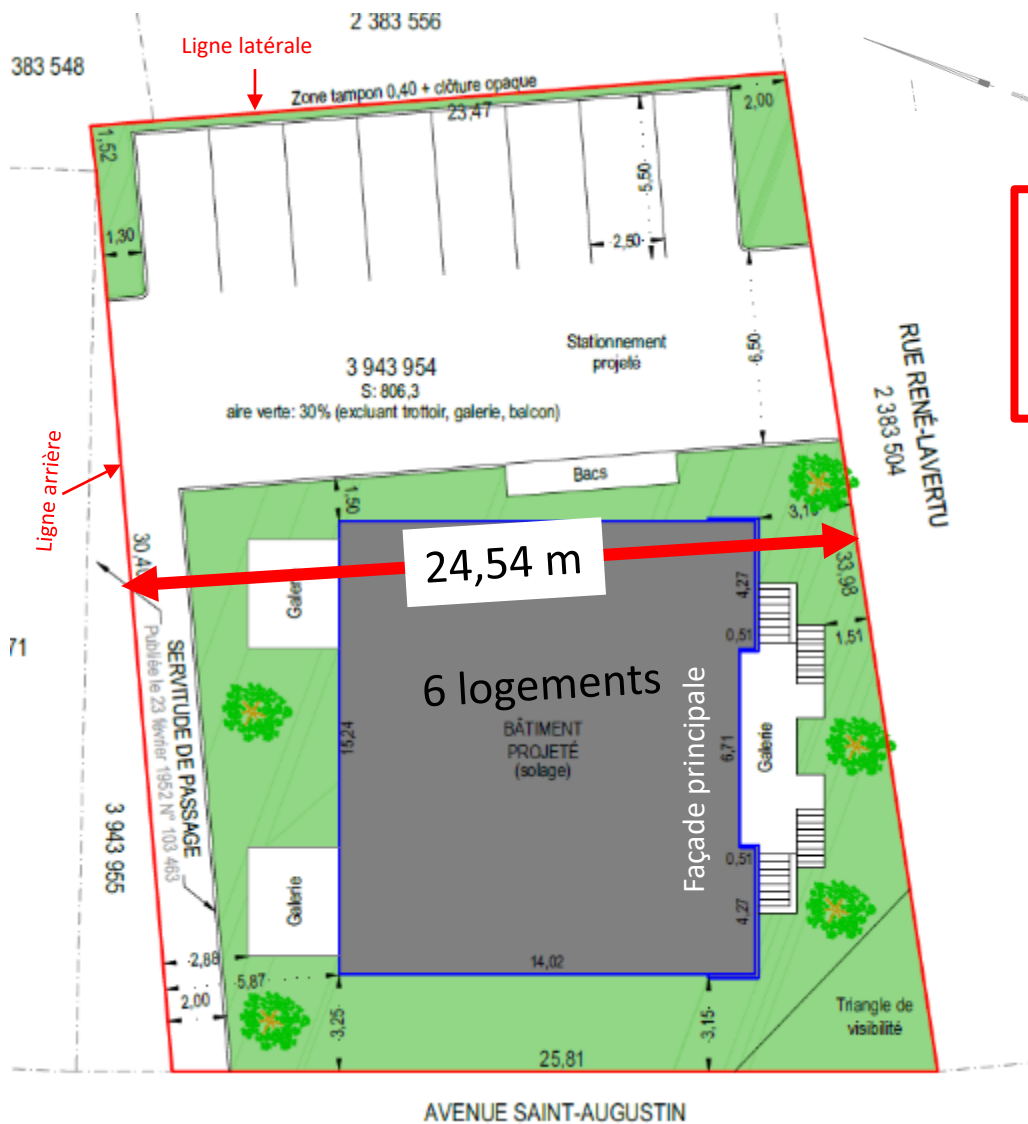 2 383 556
Ligne latérale
383 548
Zone tampon 0,40 + clôture opaque
23,47
2,00
1,52
5,50
1,30
2,50
Stationnement
projeté
6,50
RUE RENÉ-LAVERTU
2 383 504
3 943 954
S: 806,3
aire verte: 30% (excluant trottoir, galerie, balcon)
Ligne arrière
Bacs
1,50
24,54 m
33,98
4,27
Galerie
0,51
1,51
71
SERVITUDE DE PASSAGE
Publiée le 23 février 1952 N° 103 463
6 logements
BÂTIMENT
PROJETÉ
(solage)
15,24
Façade principale
6,71
Galerie
3 943 955
0,51
4,27
Galerie
2,88
5,87
2,00
14,02
3,25
3,15
Triangle de
visibilité
25,81
AVENUE SAINT-AUGUSTIN